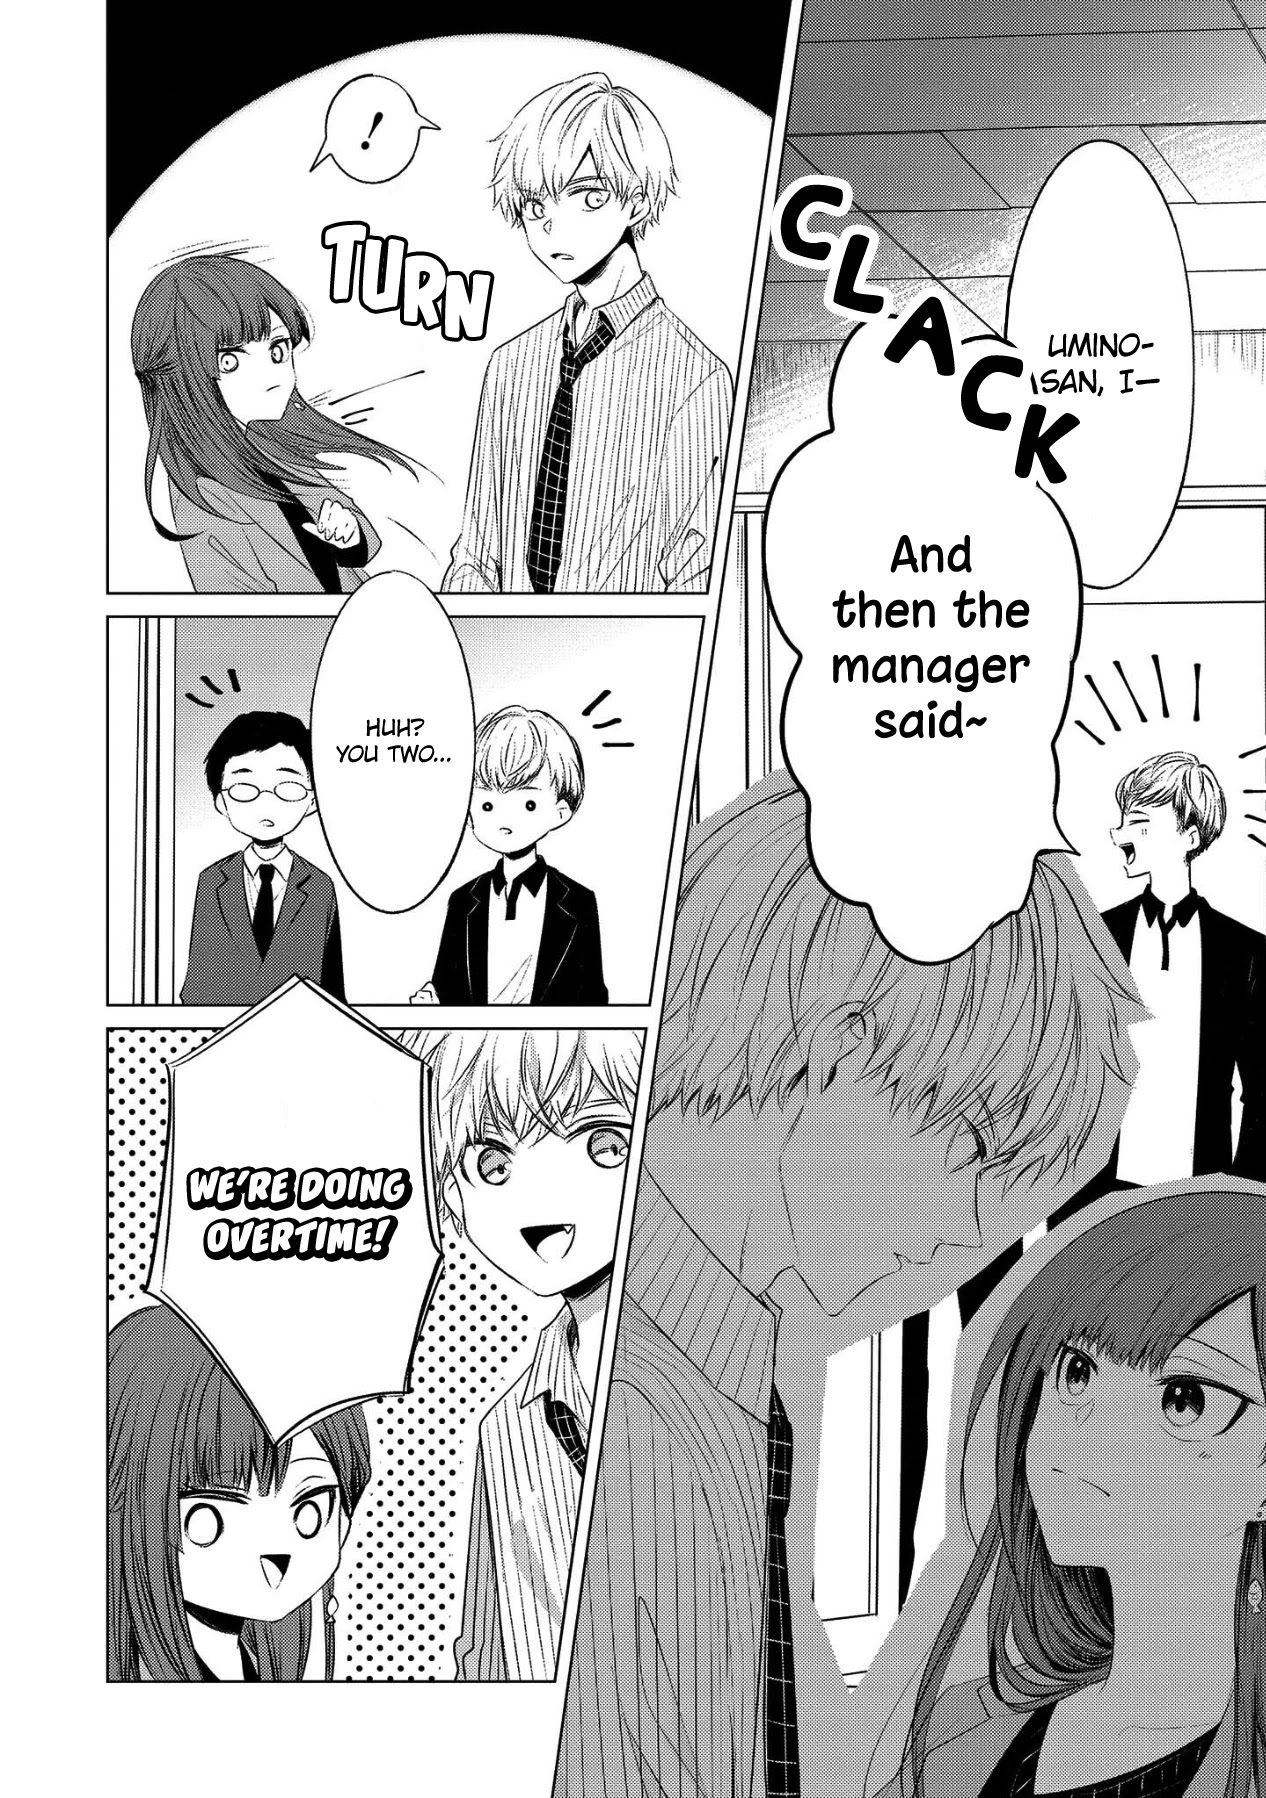 UMINO-
SAN, I—
CLACK
And
then the
manager
said~
!
TURN
HUH?
YOU TWO...
WE'RE DOING
OVERTIME!